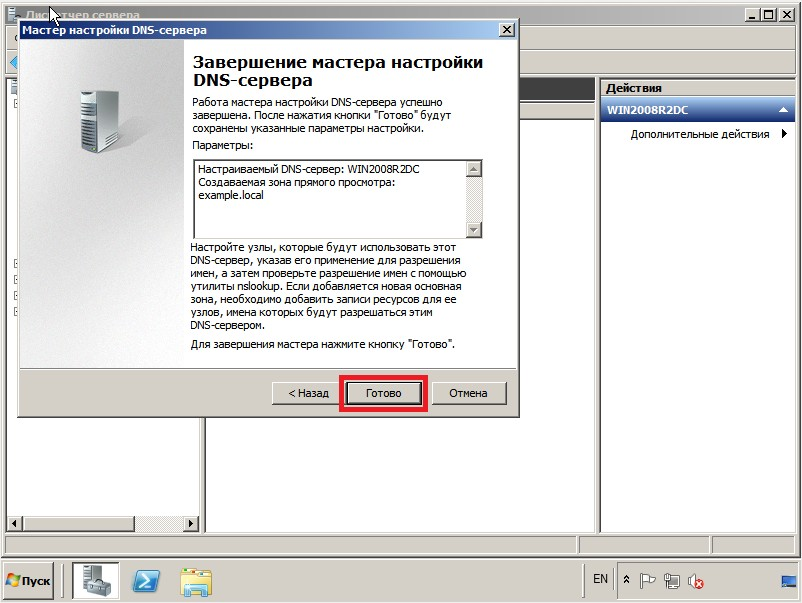 Диспетчер сервера
Мастер настройки DNS-сервера
Завершение мастера настройки
DNS-сервера
Работа мастера настройки DNS-сервера успешно
завершена. После нажатия кнопки "Готово" будут
сохранены указанные параметры настройки.
Параметры:
Настраиваемый DNS-сервер: WIN2008R2DC
Создаваемая зона прямого просмотра:
example.local
Настройте узлы, которые будут использовать этот
DNS-сервер, указав его применение для разрешения
имен, а затем проверьте разрешение имен с помощью
утилиты nslookup. Если добавляется новая основная
зона, необходимо добавить записи ресурсов для ее
узлов, имена которых будут разрешаться этим
DNS-сервером.
Для завершения мастера нажмите кнопку "Готово".
< Назад
Готово
Отмена
Действия
WIN2008R2DC
Дополнительные действия
Пуск
EN